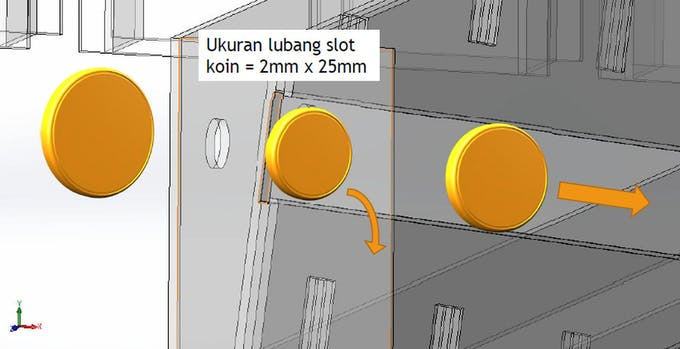 Ukuran lubang slot
koin = 2mm x 25mm
Y
X